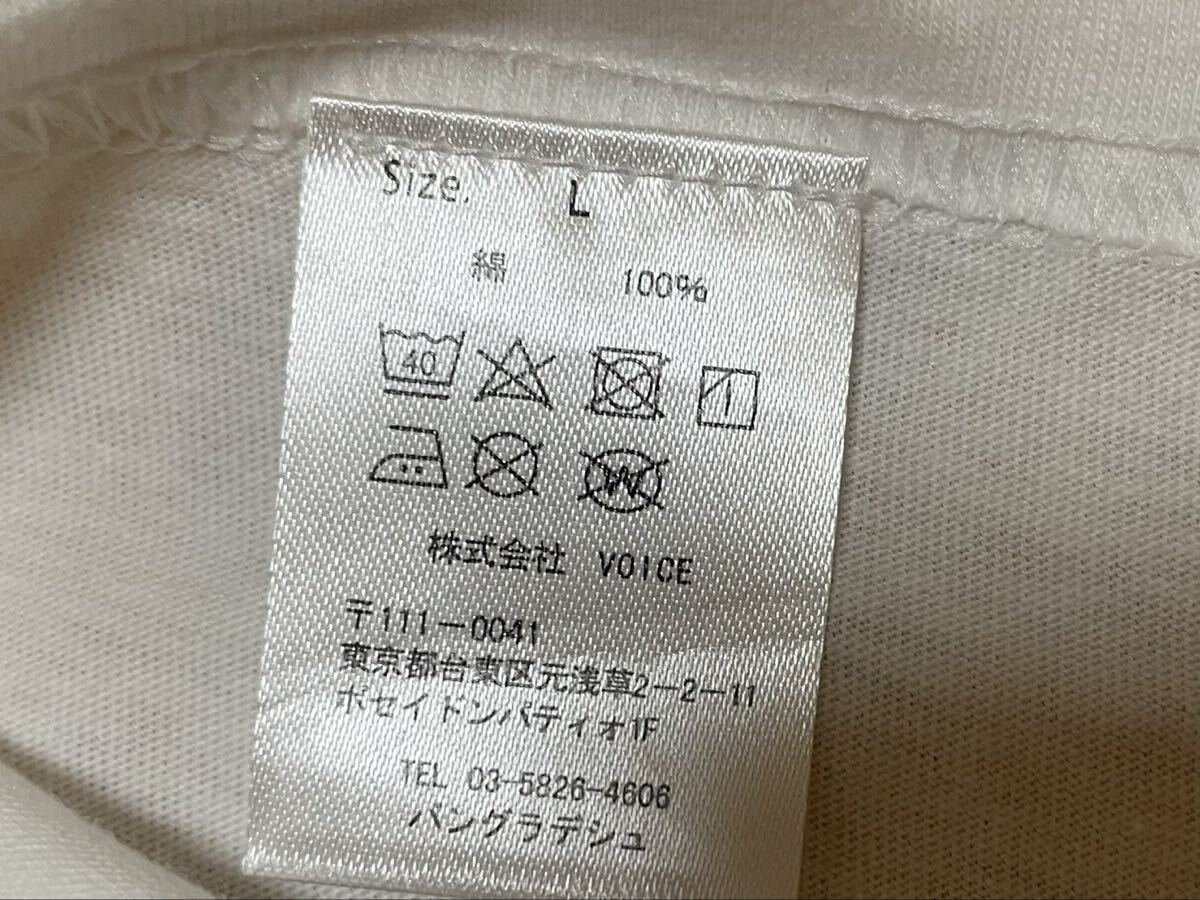 Size. L
綿 100%
40
W
株式会社 VOICE
〒111-0041
東京都台東区元浅草2-2-11
ポセイドンパティオ1F
TEL 03-5826-4606
バングラデシュ